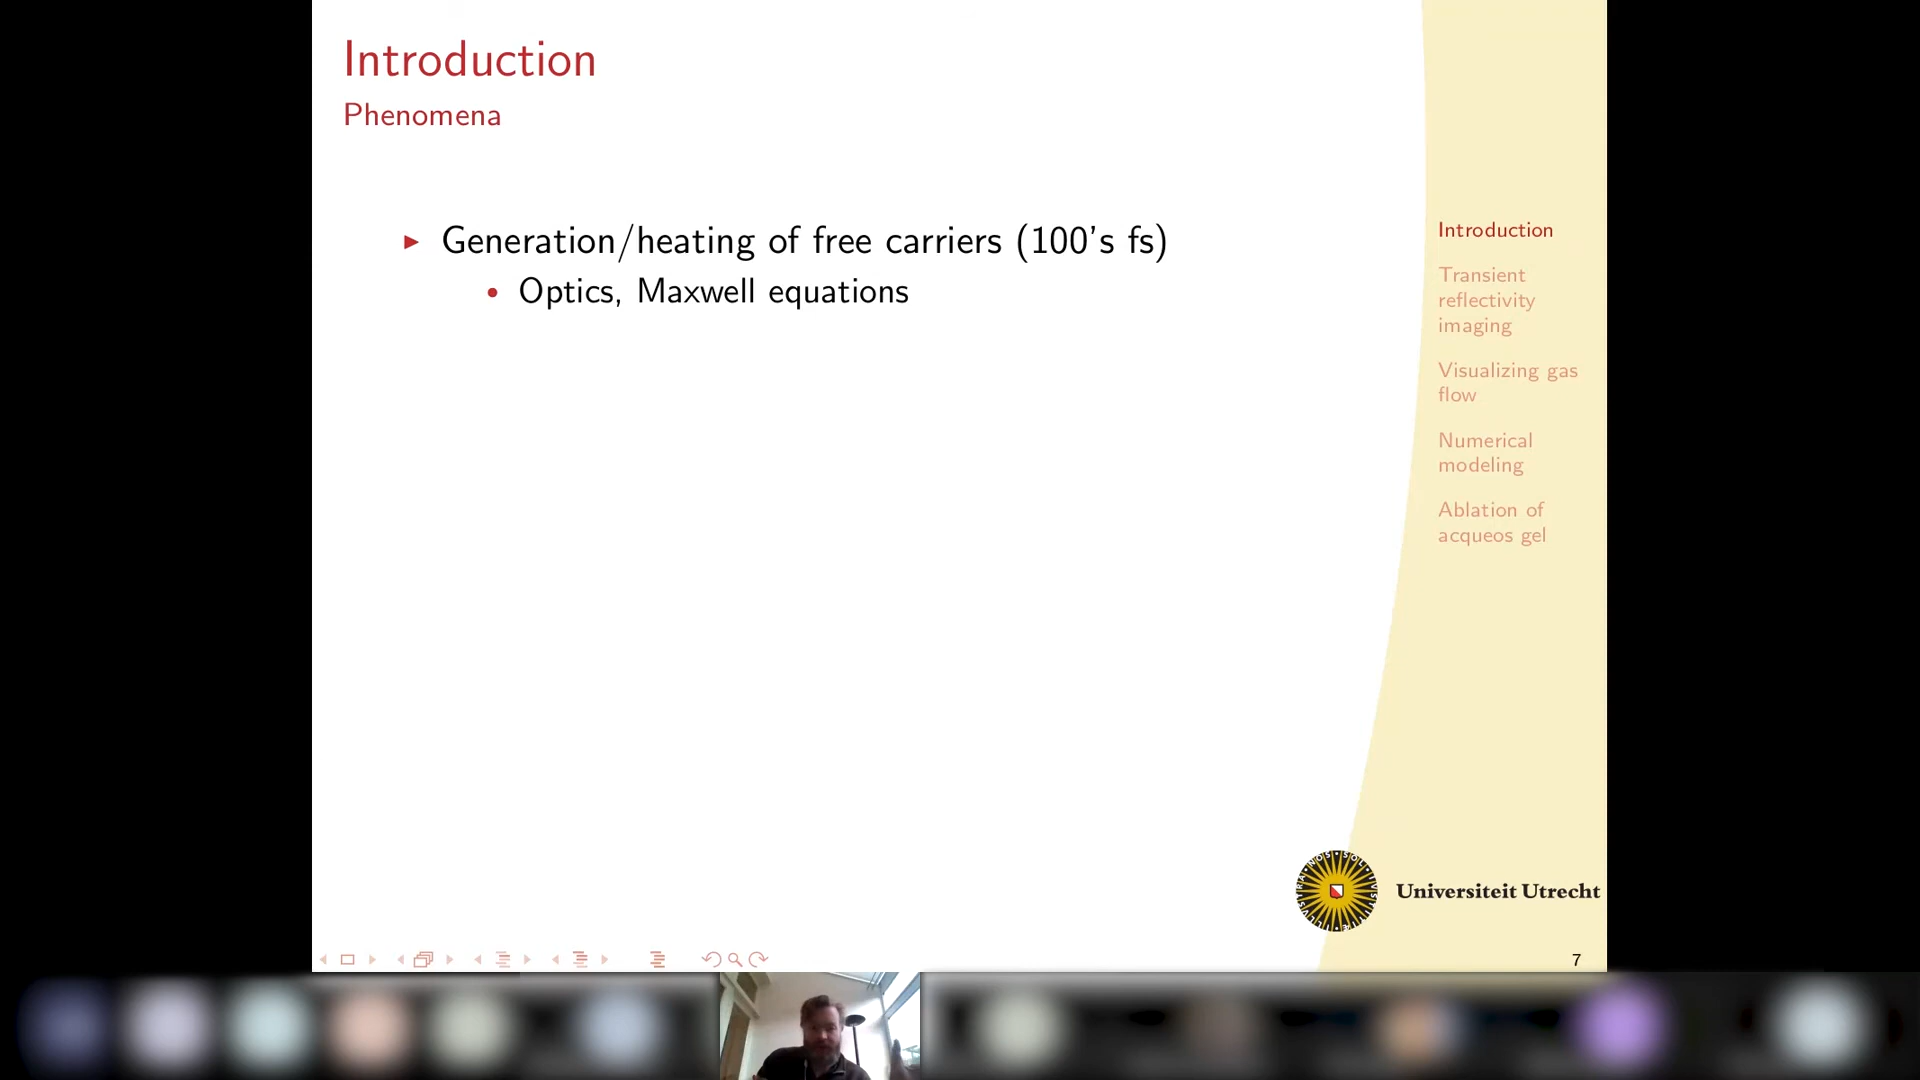 Introduction
Phenomena
Generation/heating of free carriers (100's fs)
Optics, Maxwell equations
Introduction
Transient
reflectivity
imaging
Visualizing gas
flow
Numerical
modeling
Ablation of
acqueos gel
Universiteit Utrecht
7